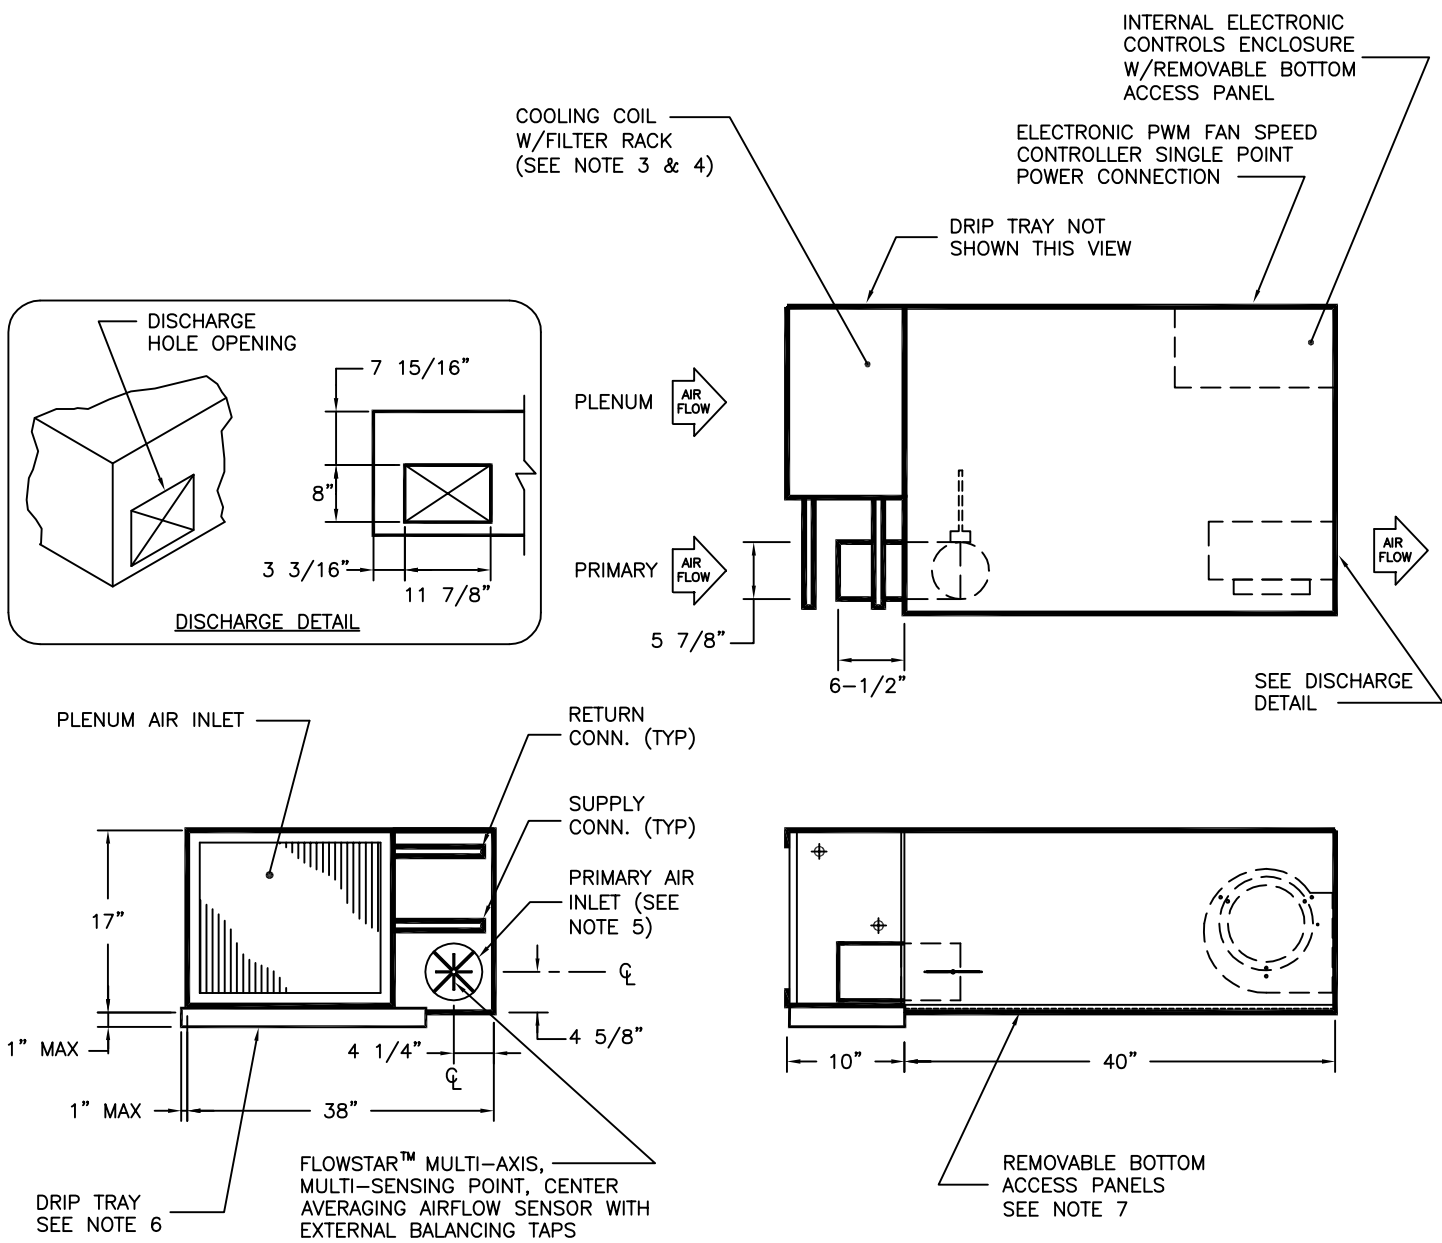 INTERNAL ELECTRONIC
CONTROLS ENCLOSURE
W/REMOVABLE BOTTOM
ACCESS PANEL
COOLING COIL
W/FILTER RACK
(SEE NOTE 3 & 4)
ELECTRONIC PWM FAN SPEED
CONTROLLER SINGLE POINT
POWER CONNECTION
DRIP TRAY NOT
SHOWN THIS VIEW
DISCHARGE
HOLE OPENING
7 15/16"
8"
3 3/16"
11 7/8"
DISCHARGE DETAIL
PLENUM
AIR
FLOW
PRIMARY
AIR
FLOW
AIR
FLOW
5 7/8"
6-1/2"
SEE DISCHARGE
DETAIL
PLENUM AIR INLET
RETURN
CONN. (TYP)
SUPPLY
CONN. (TYP)
PRIMARY AIR
INLET (SEE
NOTE 5)
17"
℄
4 5/8"
1" MAX
4 1/4"
℄
1" MAX
38"
10"
40"
FLOWSTAR™ MULTI-AXIS,
MULTI-SENSING POINT, CENTER
AVERAGING AIRFLOW SENSOR WITH
EXTERNAL BALANCING TAPS
DRIP TRAY
SEE NOTE 6
REMOVABLE BOTTOM
ACCESS PANELS
SEE NOTE 7